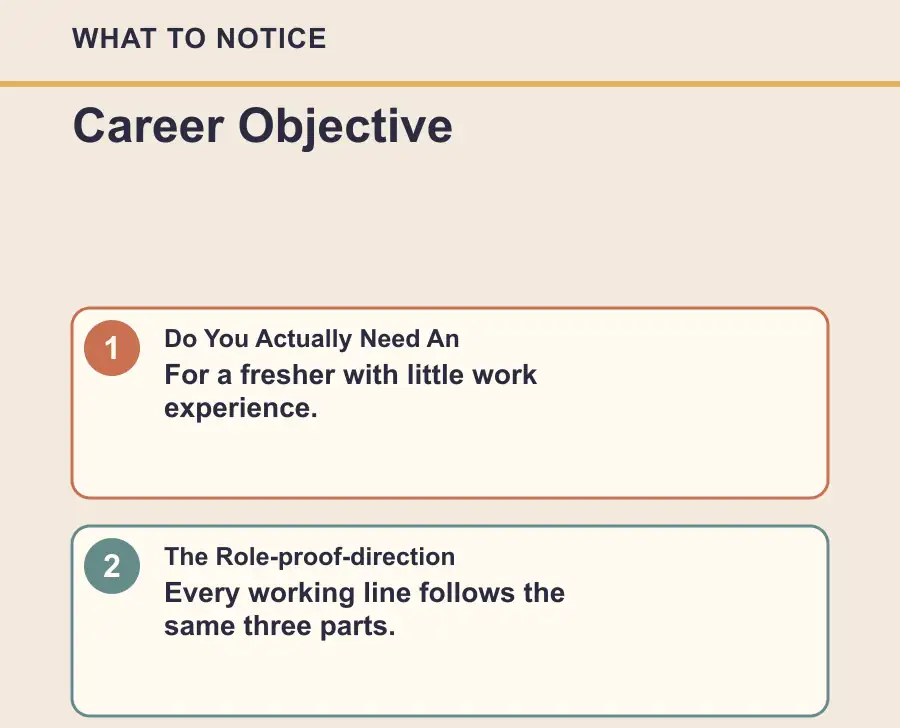 WHAT TO NOTICE
Career Objective
1
Do You Actually Need An
For a fresher with little work
experience.
2
The Role-proof-direction
Every working line follows the
same three parts.